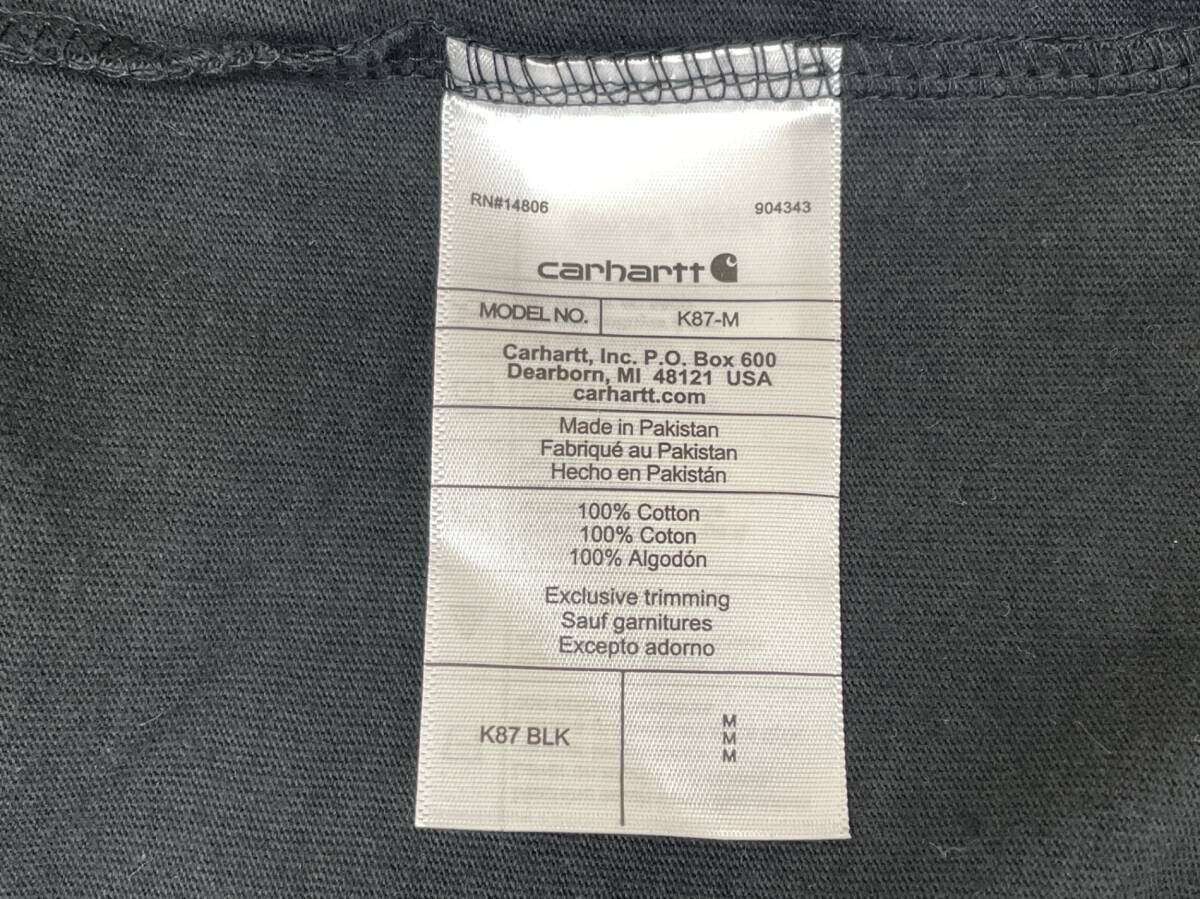 RN#14806 904343
carhartt
MODEL NO. K87-M
Carhartt, Inc. P.O. Box 600
Dearborn, MI 48121 USA
carhartt.com
Made in Pakistan
Fabriqué au Pakistan
Hecho en Pakistán
100% Cotton
100% Coton
100% Algodón
Exclusive trimming
Sauf garnitures
Excepto adorno
K87 BLK
M
M
M